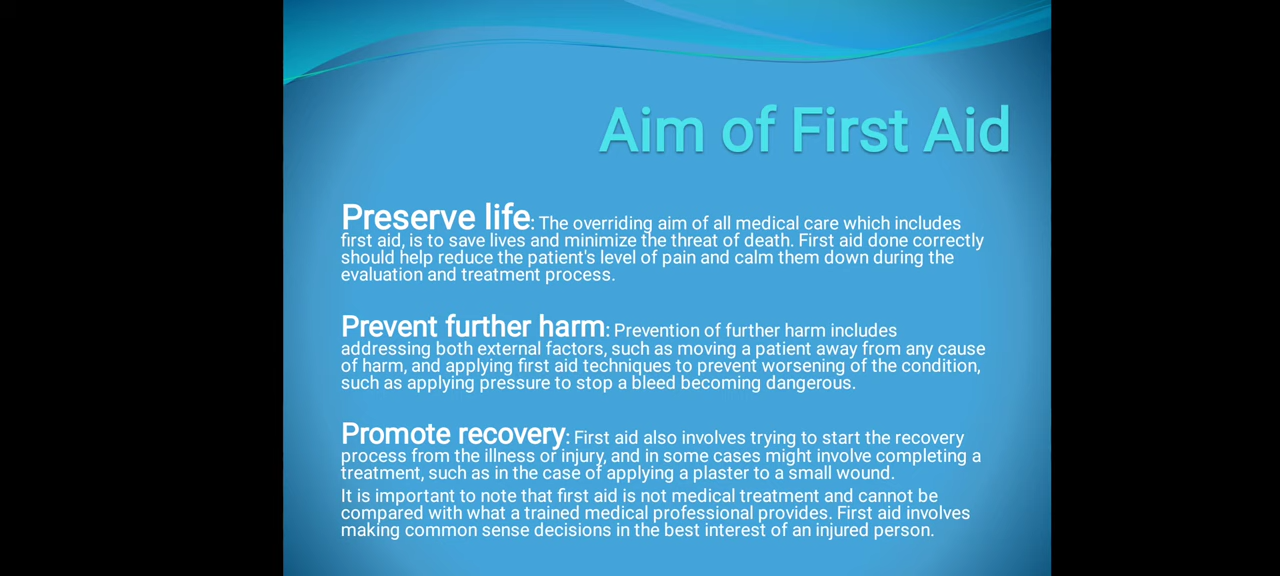 Aim of First Aid
Preserve life: The overriding aim of all medical care which includes
first aid, is to save lives and minimize the threat of death. First aid done correctly
should help reduce the patient's level of pain and calm them down during the
evaluation and treatment process.
Prevent further harm: Prevention of further harm includes
addressing both external factors, such as moving a patient away from any cause
of harm, and applying first aid techniques to prevent worsening of the condition,
such as applying pressure to stop a bleed becoming dangerous.
Promote recovery: First aid also involves trying to start the recovery
process from the illness or injury, and in some cases might involve completing a
treatment, such as in the case of applying a plaster to a small wound.
It is important to note that first aid is not medical treatment and cannot be
compared with what a trained medical professional provides. First aid involves
making common sense decisions in the best interest of an injured person.